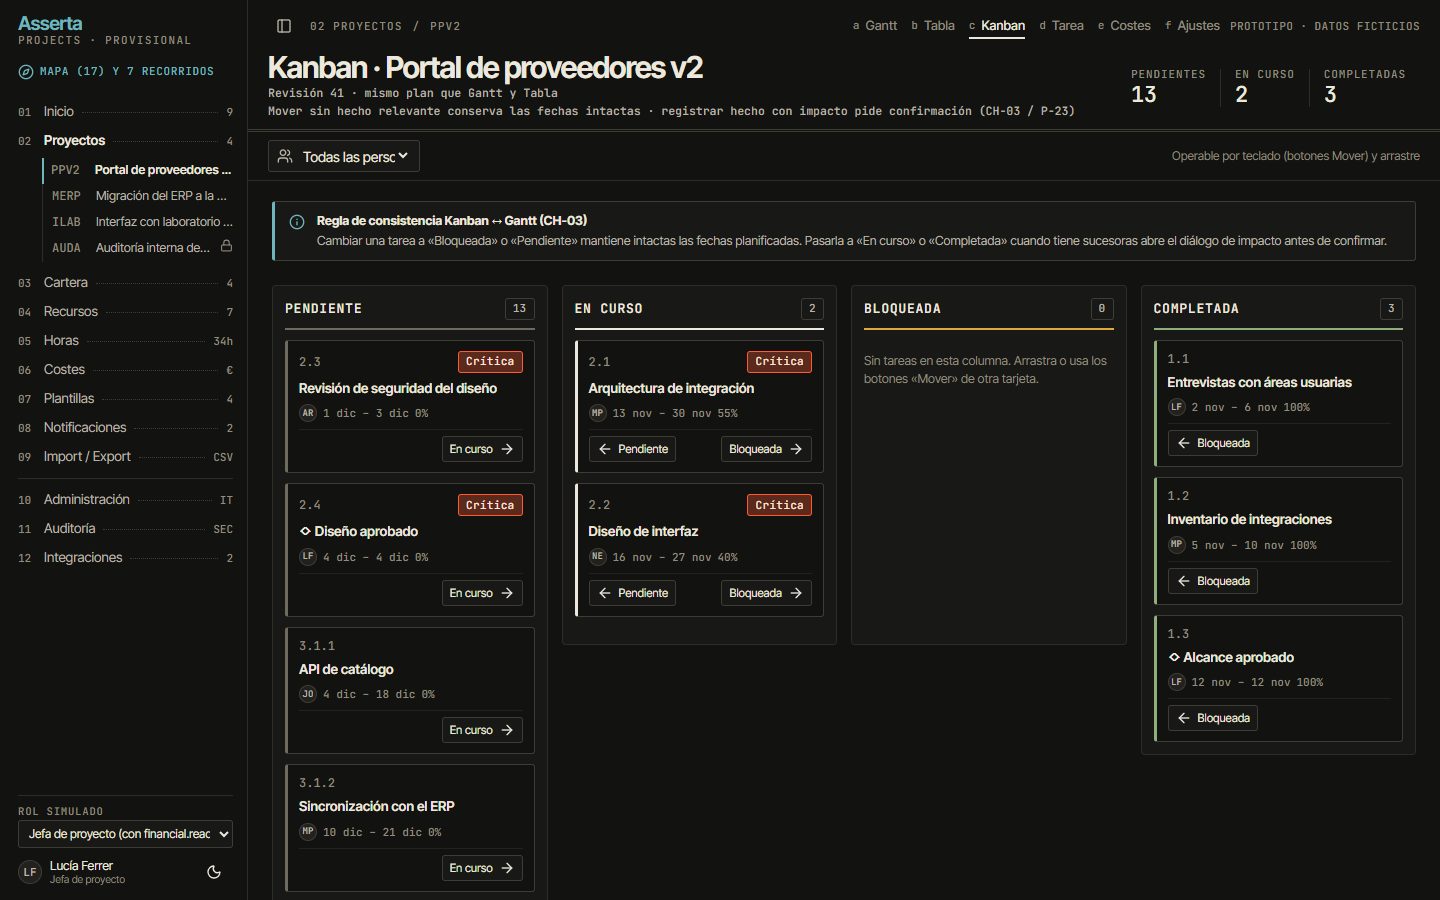 Asserta
PROJECTS · PROVISIONAL
MAPA (17) Y 7 RECORRIDOS
01 Inicio 9
02 Proyectos 4
PPV2 Portal de proveedores ...
MERP Migración del ERP a la ...
ILAB Interfaz con laboratorio ...
AUDA Auditoría interna de...
03 Cartera 4
04 Recursos 7
05 Horas 34h
06 Costes €
07 Plantillas 4
08 Notificaciones 2
09 Import / Export CSV
10 Administración IT
11 Auditoría SEC
12 Integraciones 2
ROL SIMULADO
Jefa de proyecto (con financial.read
LF Lucía Ferrer
Jefa de proyecto
02 PROYECTOS / PPV2
a Gantt b Tabla c Kanban d Tarea e Costes f Ajustes PROTOTIPO · DATOS FICTICIOS
Kanban · Portal de proveedores v2
Revisión 41 · mismo plan que Gantt y Tabla
Mover sin hecho relevante conserva las fechas intactas · registrar hecho con impacto pide confirmación (CH-03 / P-23)
PENDIENTES 13
EN CURSO 2
COMPLETADAS 3
Todas las persc
Operable por teclado (botones Mover) y arrastre
Regla de consistencia Kanban ↔ Gantt (CH-03)
Cambiar una tarea a «Bloqueada» o «Pendiente» mantiene intactas las fechas planificadas. Pasarla a «En curso» o «Completada» cuando tiene sucesoras abre el diálogo de impacto antes de confirmar.
PENDIENTE 13
2.3 Crítica
Revisión de seguridad del diseño
AR 1 dic – 3 dic 0%
En curso →
2.4 Crítica
Diseño aprobado
LF 4 dic – 4 dic 0%
En curso →
3.1.1
API de catálogo
JO 4 dic – 18 dic 0%
En curso →
3.1.2
Sincronización con el ERP
MP 10 dic – 21 dic 0%
En curso →
EN CURSO 2
2.1 Crítica
Arquitectura de integración
MP 13 nov – 30 nov 55%
← Pendiente Bloqueada →
2.2 Crítica
Diseño de interfaz
NE 16 nov – 27 nov 40%
← Pendiente Bloqueada →
BLOQUEADA 0
Sin tareas en esta columna. Arrastra o usa los
botones «Mover» de otra tarjeta.
COMPLETADA 3
1.1
Entrevistas con áreas usuarias
LF 2 nov – 6 nov 100%
← Bloqueada
1.2
Inventario de integraciones
MP 5 nov – 10 nov 100%
← Bloqueada
1.3
Alcance aprobado
LF 12 nov – 12 nov 100%
← Bloqueada